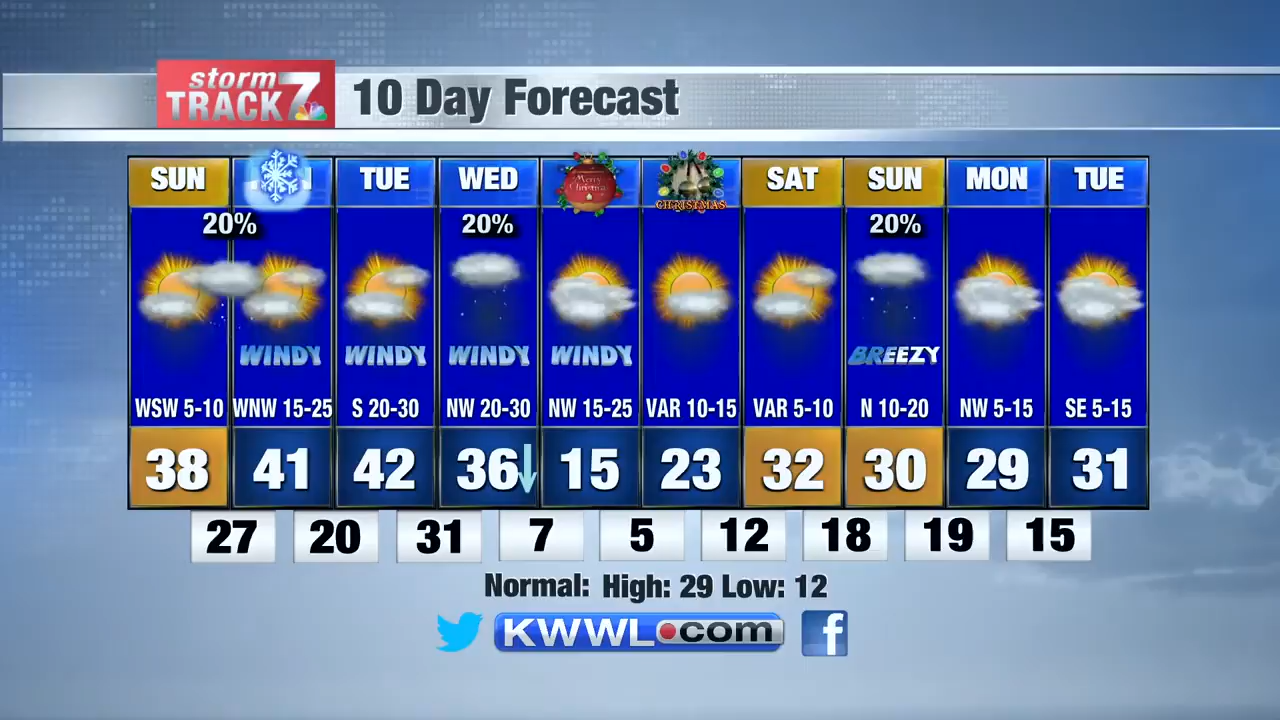 storm
TRACK 7
10 Day Forecast
SUN TUE WED Merry Christmas CHRISTMAS SAT SUN MON TUE
20% 20% 20%
WINDY WINDY WINDY WINDY BREEZY
WSW 5-10 WNW 15-25 S 20-30 NW 20-30 NW 15-25 VAR 10-15 VAR 5-10 N 10-20 NW 5-15 SE 5-15
38 41 42 36 15 23 32 30 29 31
27 20 31 7 5 12 18 19 15
Normal: High: 29 Low: 12
KWWL.com f